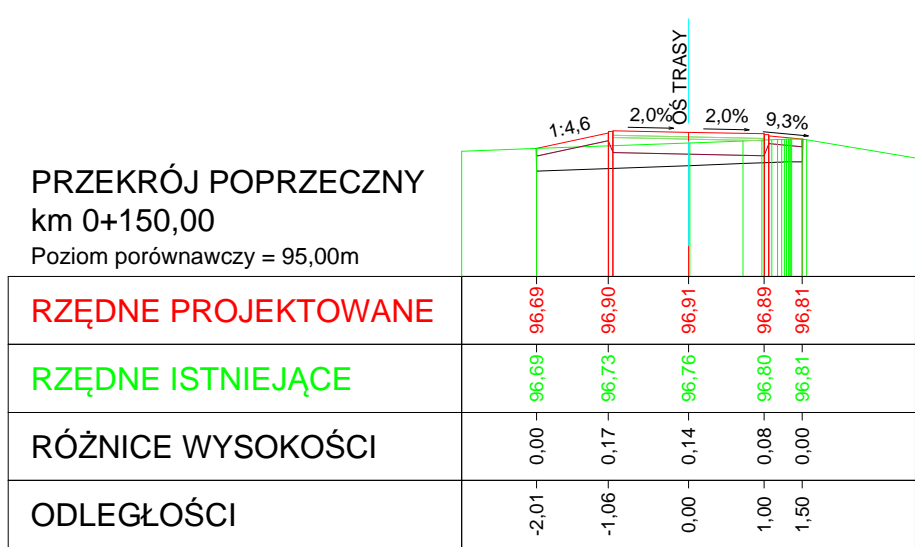 OŚ TRASY
1:4,6 2,0% 2,0% 9,3%
PRZEKRÓJ POPRZECZNY
km 0+150,00
Poziom porównawczy = 95,00m
RZĘDNE PROJEKTOWANE 96,69 96,90 96,91 96,89 96,81
RZĘDNE ISTNIEJĄCE 96,69 96,73 96,76 96,80 96,81
RÓŻNICE WYSOKOŚCI 0,00 0,17 0,14 0,08 0,00
ODLEGŁOŚCI -2,01 -1,06 0,00 1,00 1,50